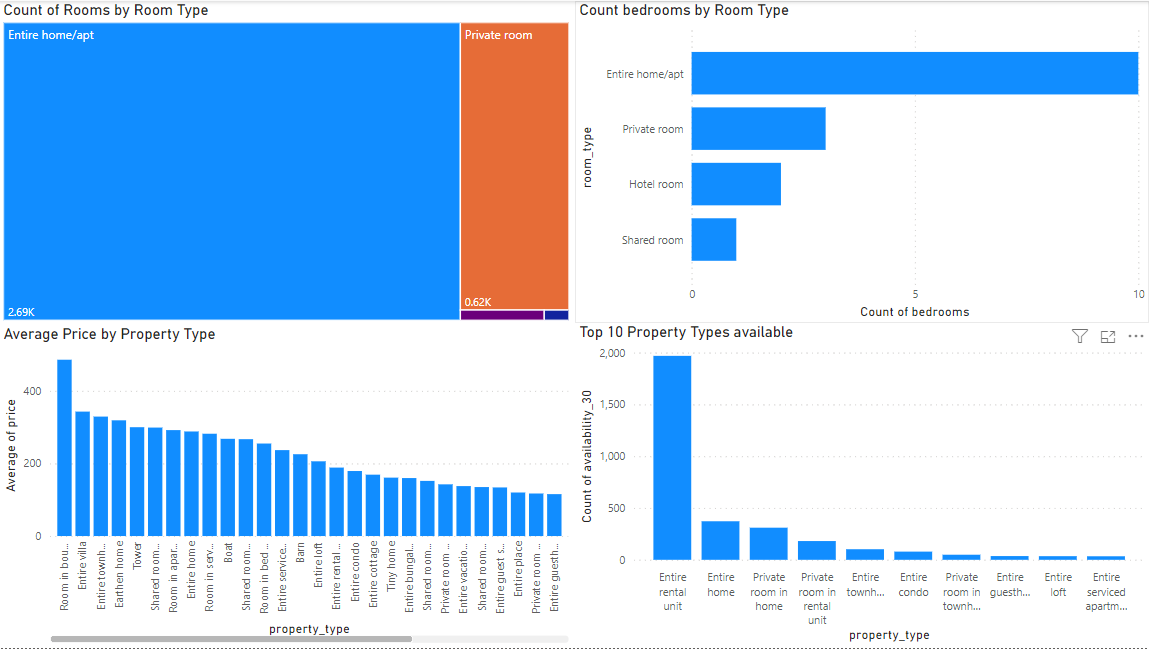 Count of Rooms by Room Type
Entire home/apt
Private room
2.69K
0.62K
Count bedrooms by Room Type
room_type
Entire home/apt
Private room
Hotel room
Shared room
0
5
10
Count of bedrooms
Average Price by Property Type
Average of price
400
200
0
Room in bou...
Entire villa
Entire townh...
Earthen home
Tower
Shared room...
Room in apar...
Entire home
Room in serv...
Boat
Shared room...
Room in bed...
Entire service...
Barn
Entire loft
Entire rental ...
Entire condo
Entire cottage
Tiny home
Entire bungal...
Shared room...
Private room ...
Entire vacatio...
Shared room...
Entire guest s...
Entire place
Private room ...
Entire guesth...
property_type
Top 10 Property Types available
Count of availability_30
2,000
1,500
1,000
500
0
Entire
rental
unit
Entire
home
Private
room in
home
Private
room in
rental
unit
Entire
townh...
Entire
condo
Private
room in
townh...
Entire
guesth...
Entire
loft
Entire
serviced
apartm...
property_type